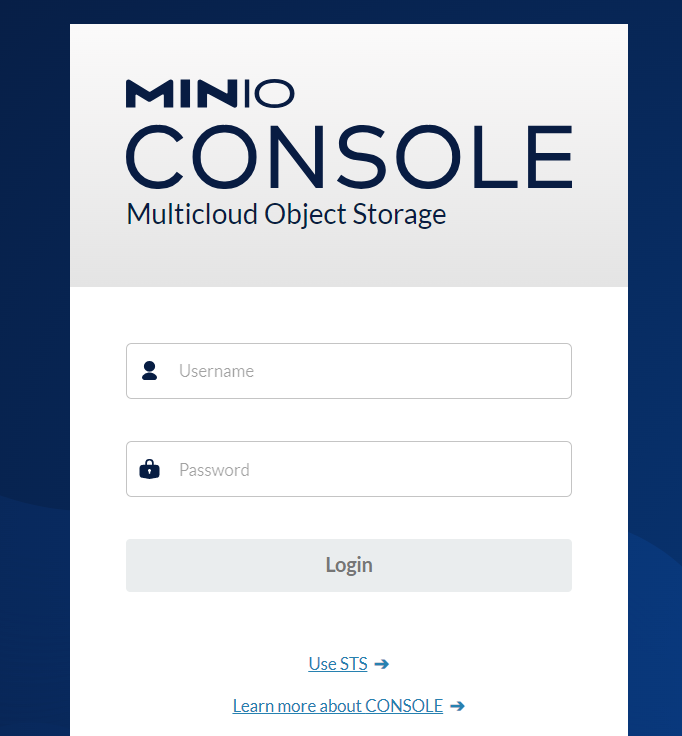 MINIO
CONSOLE
Multicloud Object Storage
Username
Password
Login
Use STS ➔
Learn more about CONSOLE ➔